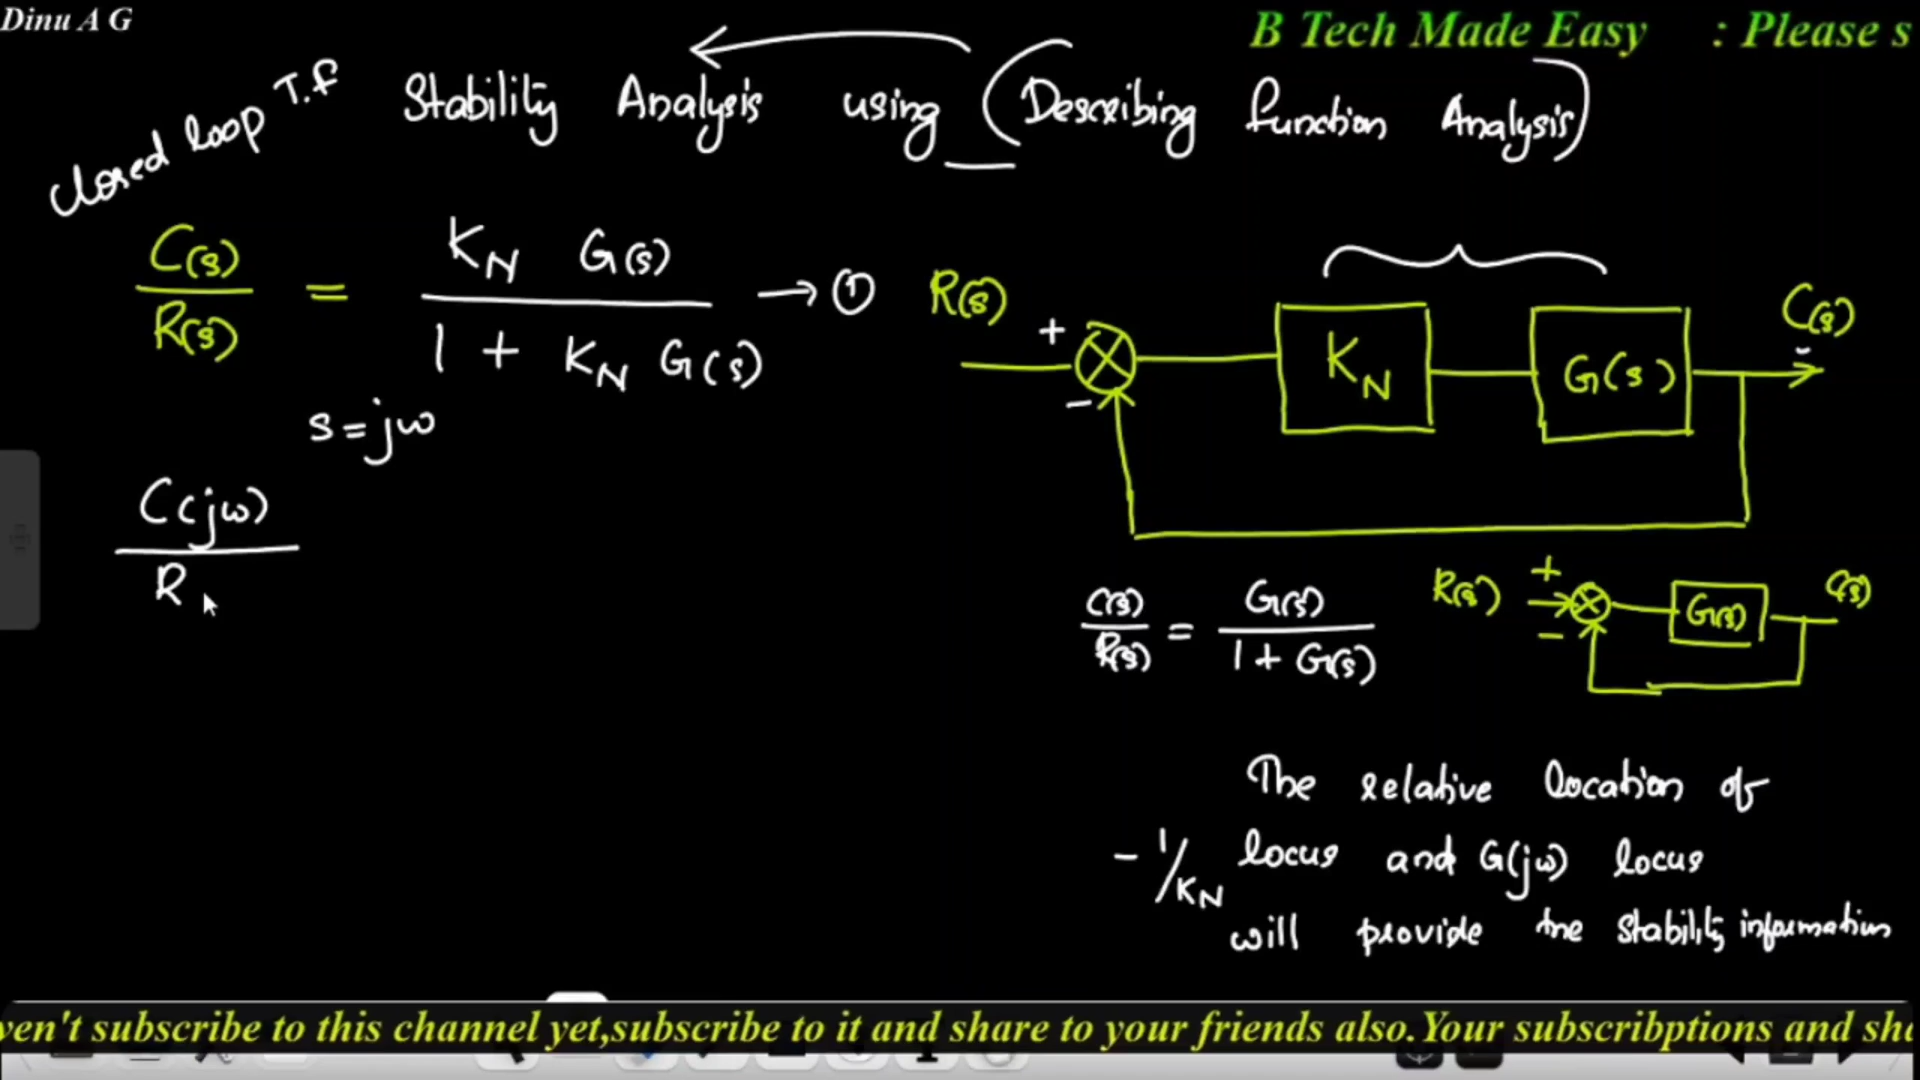 Dinu A G
B Tech Made Easy : Please s
closed loop T.f
Stability Analysis using (Describing function Analysis)
C(s)/R(s) = K_N G(s) / 1 + K_N G(s) → ①
s = jω
C(jω)
R
R(s) + - K_N G(s) C(s)
C(s)/R(s) = G(s) / 1 + G(s)
R(s) + - G(s) C(s)
The relative location of
- 1/K_N locus and G(jω) locus
will provide the stability information
ven't subscribe to this channel yet,subscribe to it and share to your friends also.Your subscribptions and sha